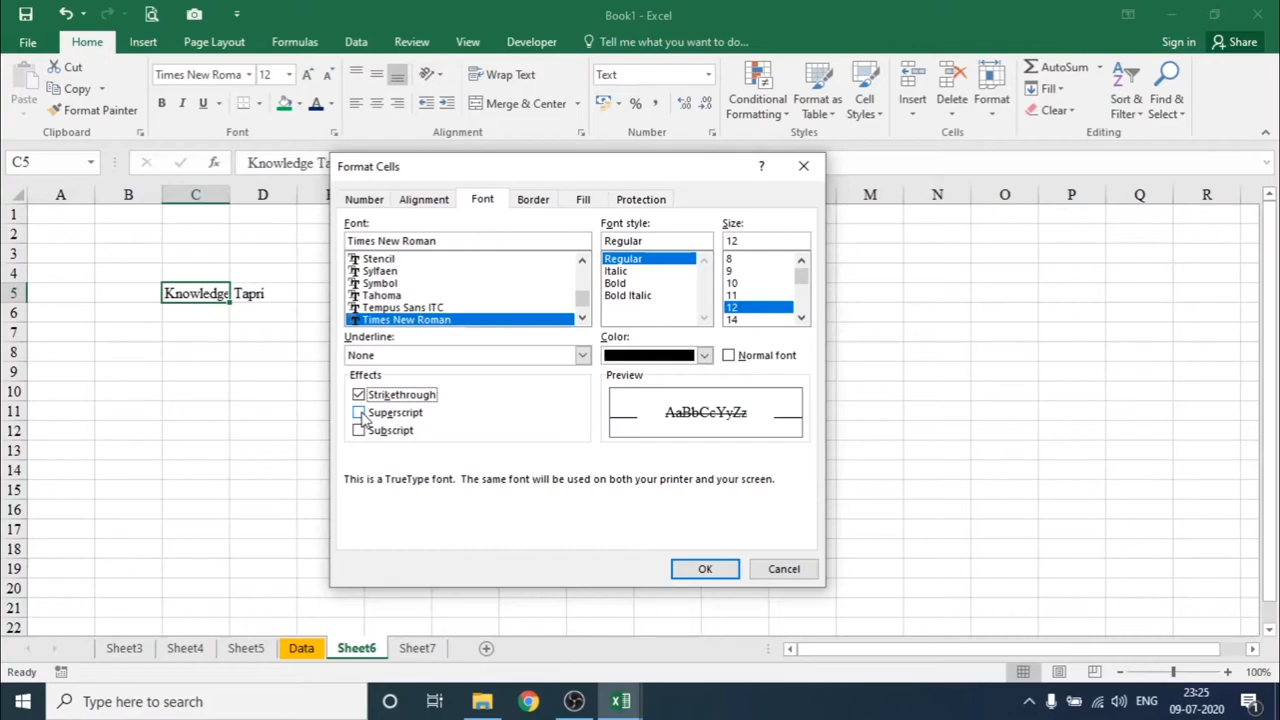 Book1 - Excel
File Home Insert Page Layout Formulas Data Review View Developer Tell me what you want to do... Sign in Share
Paste Cut Copy Format Painter Clipboard
Times New Roma 12 B I U A Font
Wrap Text Merge & Center Alignment
Text % , Number
Conditional Formatting Format as Table Cell Styles Styles
Insert Delete Format Cells
AutoSum Fill Clear Sort & Filter Find & Select Editing
C5 fx Knowledge Ta
A B C D M N O P Q R
1
2
3
4
5 Knowledge Tapri
6
7
8
9
10
11
12
13
14
15
16
17
18
19
20
21
22
Format Cells ?
Number Alignment Font Border Fill Protection
Font: Font style: Size:
Times New Roman Regular 12
Stencil Regular 8
Sylfaen Italic 9
Symbol Bold 10
Tahoma Bold Italic 11
Tempus Sans ITC 12
Times New Roman 14
Underline: Color:
None Normal font
Effects Preview
Strikethrough
Superscript AaBbCcYyZz
Subscript
This is a TrueType font. The same font will be used on both your printer and your screen.
OK Cancel
Sheet3 Sheet4 Sheet5 Data Sheet6 Sheet7
Ready 100%
Type here to search ENG 23:25
09-07-2020 1